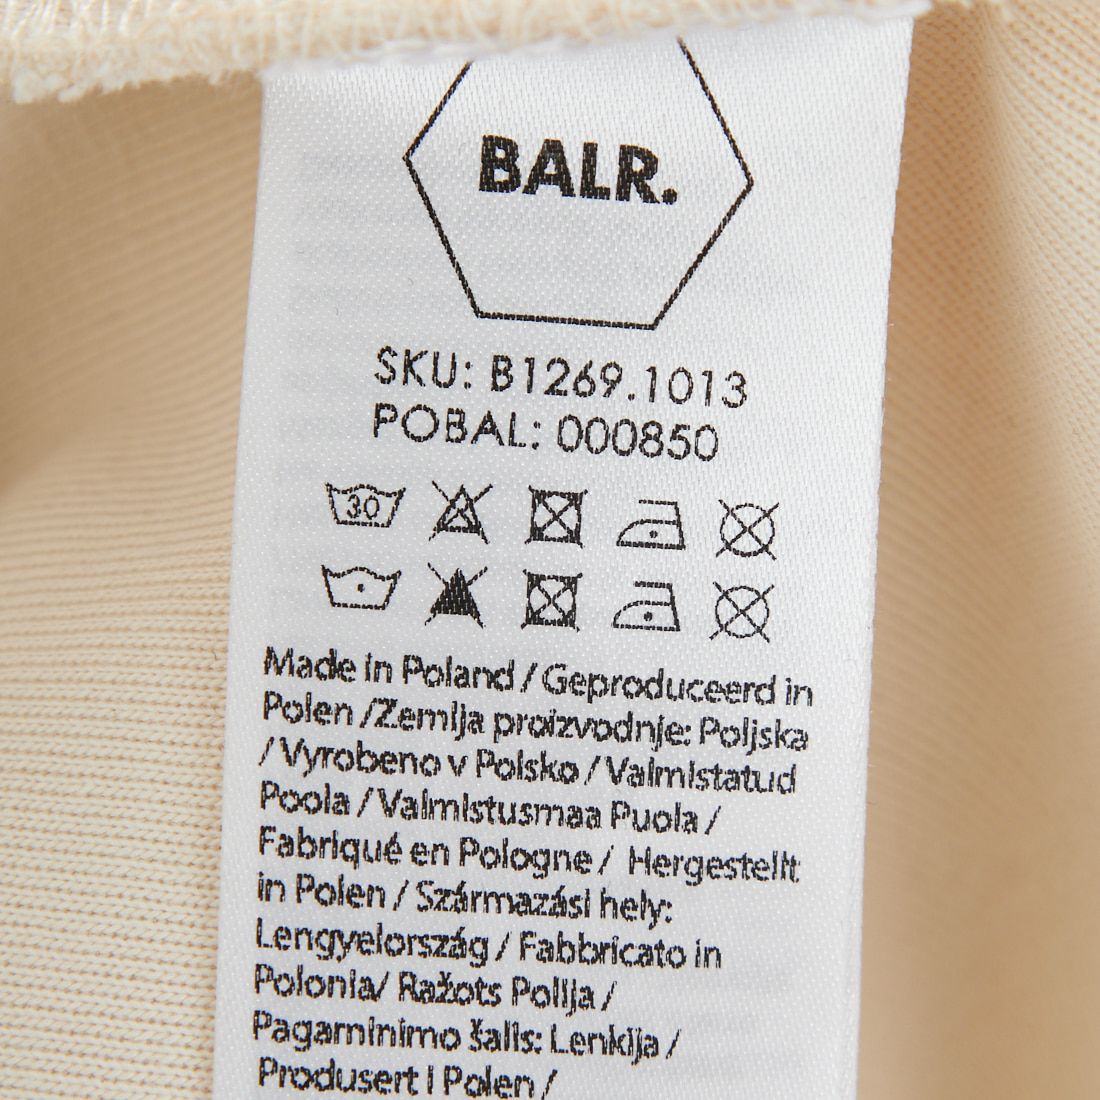 BALR.
SKU: B1269.1013
POBAL: 000850
30
Made in Poland / Geproduceerd in
Polen /Zemlja proizvodnje: Poljska
/ Vyrobeno v Polsko / Valmistatud
Poola / Valmistusmaa Puola /
Fabriqué en Pologne / Hergestellt
in Polen / Származási hely:
Lengyelország / Fabbricato in
Polonia/ Ražots Polija /
Pagaminimo šalis: Lenkija /
Produsert i Polen /